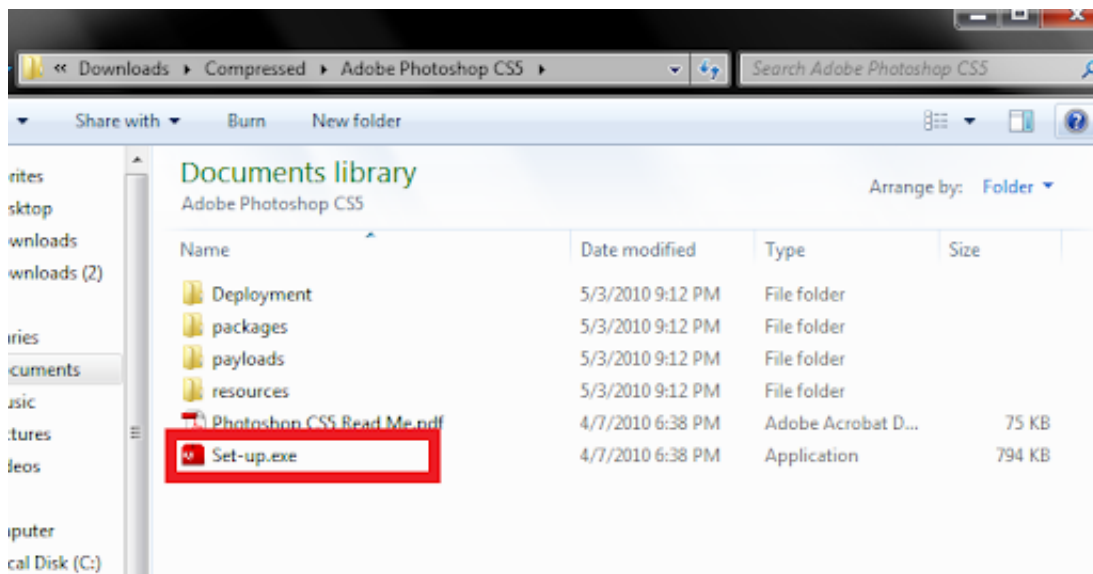 « Downloads ▸ Compressed ▸ Adobe Photoshop CS5 ▸ Search Adobe Photoshop CS5
Share with Burn New folder
Documents library
Adobe Photoshop CS5
Arrange by: Folder
Name Date modified Type Size
Deployment 5/3/2010 9:12 PM File folder
packages 5/3/2010 9:12 PM File folder
payloads 5/3/2010 9:12 PM File folder
resources 5/3/2010 9:12 PM File folder
Photoshop CS5 Read Me.pdf 4/7/2010 6:38 PM Adobe Acrobat D... 75 KB
Set-up.exe 4/7/2010 6:38 PM Application 794 KB
rites
sktop
wnloads
wnloads (2)
ries
cuments
usic
tures
deos
puter
cal Disk (C:)